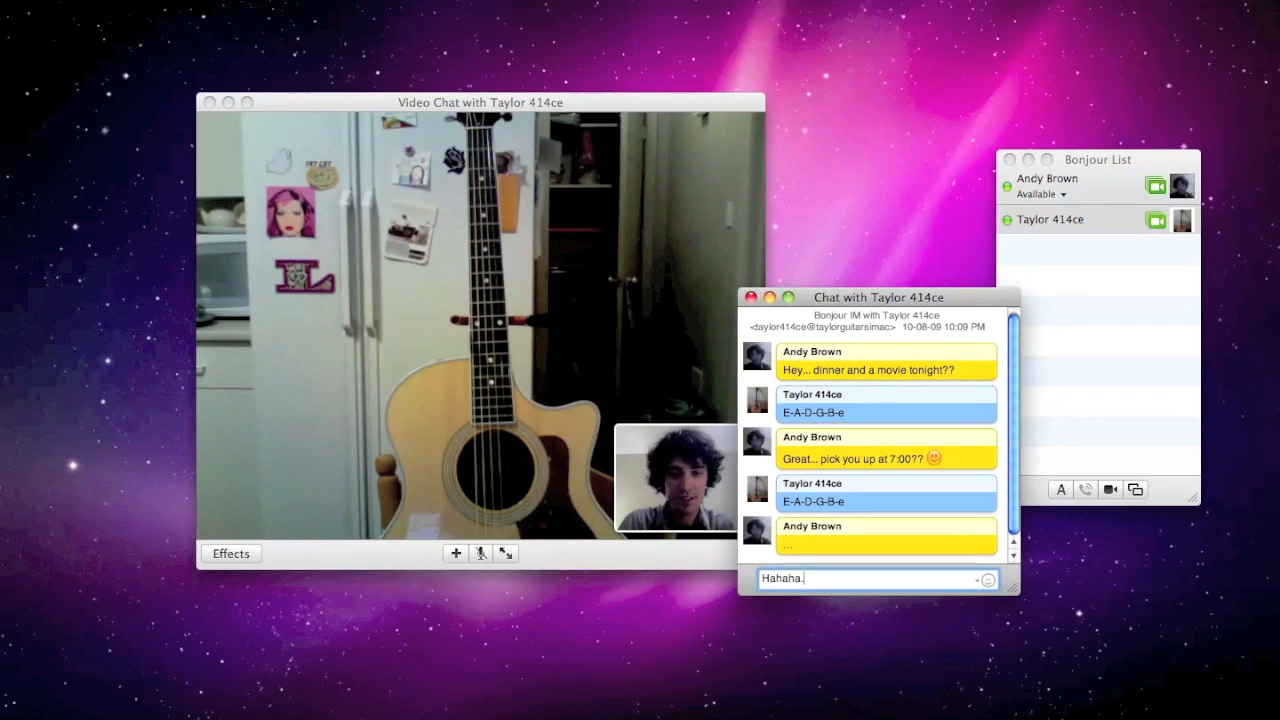 Video Chat with Taylor 414ce
FAT CAT
L
Effects
Bonjour List
Andy Brown
Available
Taylor 414ce
A
Chat with Taylor 414ce
Bonjour IM with Taylor 414ce
<taylor414ce@taylorguitarsimac> 10-08-09 10:09 PM
Andy Brown
Hey... dinner and a movie tonight??
Taylor 414ce
E-A-D-G-B-e
Andy Brown
Great... pick you up at 7:00??
Taylor 414ce
E-A-D-G-B-e
Andy Brown
...
Hahaha.